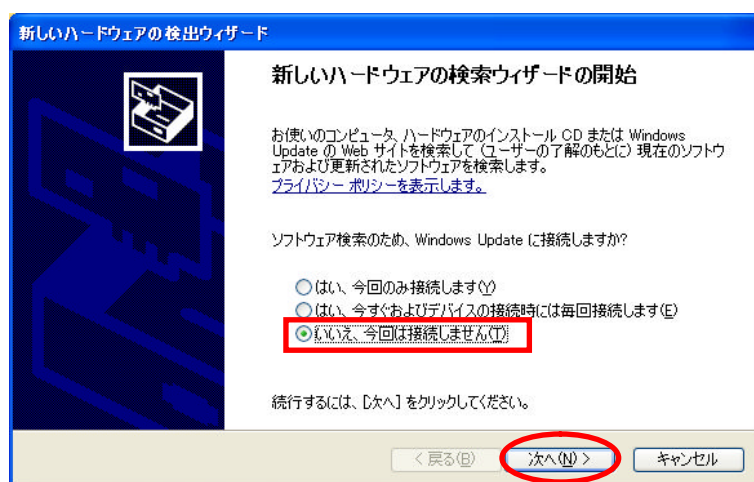 新しいハードウェアの検出ウィザード
新しいハードウェアの検索ウィザードの開始
お使いのコンピュータ、ハードウェアのインストール CD または Windows
Update の Web サイトを検索して (ユーザーの了解のもとに) 現在のソフトウ
ェアおよび更新されたソフトウェアを検索します。
プライバシー ポリシーを表示します。
ソフトウェア検索のため、Windows Update に接続しますか?
はい、今回のみ接続します(Y)
はい、今すぐおよびデバイスの接続時には毎回接続します(E)
いいえ、今回は接続しません(T)
続行するには、[次へ] をクリックしてください。
< 戻る(B)
次へ(N) >
キャンセル